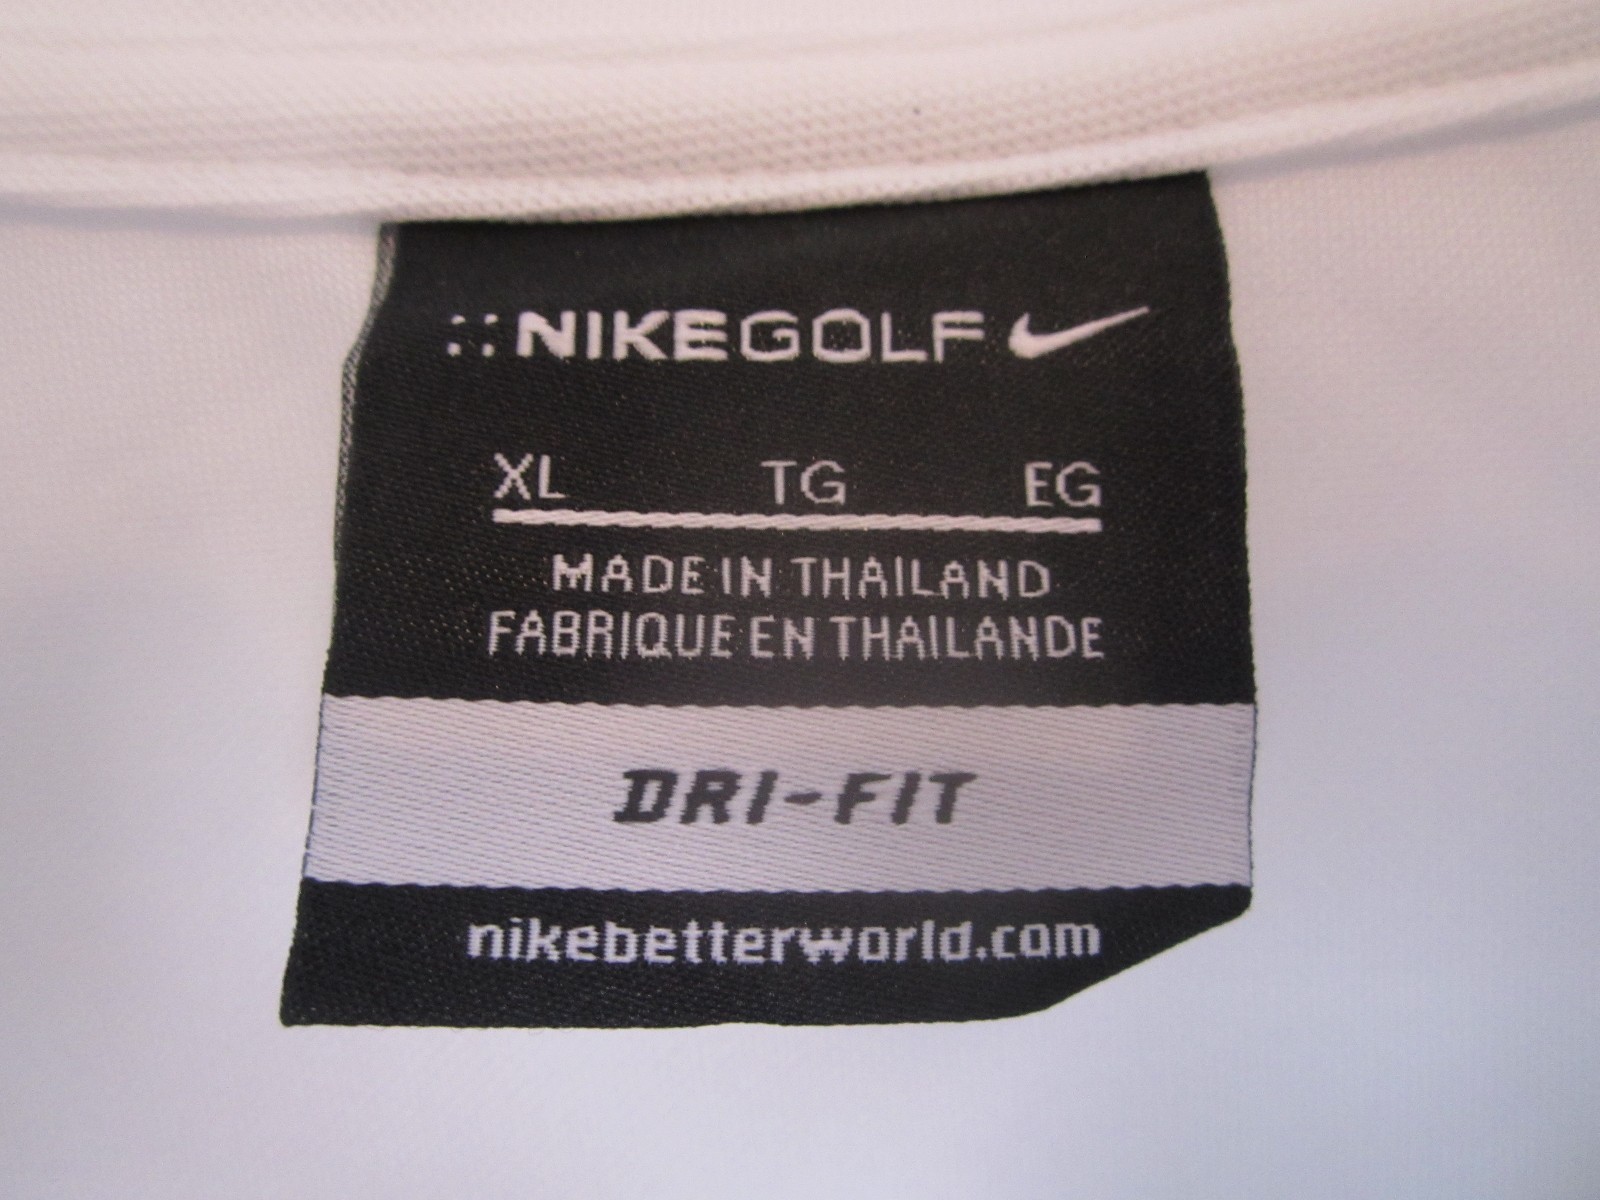 ::NIKEGOLF
XL TG EG
MADE IN THAILAND
FABRIQUE EN THAILANDE
DRI-FIT
nikebetterworld.com